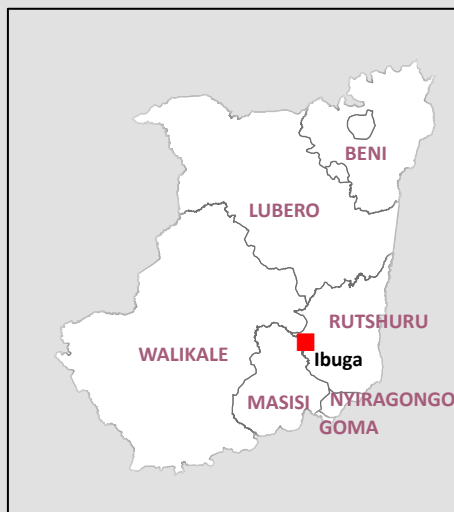 BENI
LUBERO
RUTSHURU
WALIKALE
Ibuga
MASISI
NYIRAGONGO
GOMA